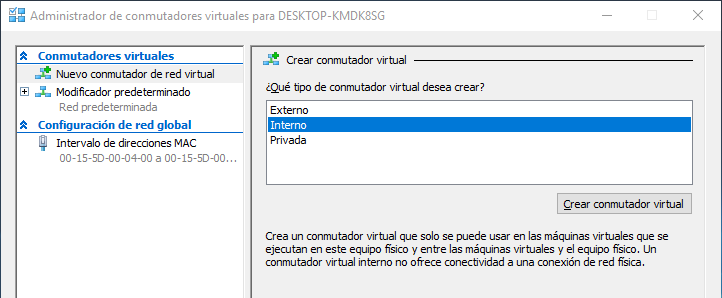 Administrador de conmutadores virtuales para DESKTOP-KMDK8SG
Conmutadores virtuales
Nuevo conmutador de red virtual
Modificador predeterminado
Red predeterminada
Configuración de red global
Intervalo de direcciones MAC
00-15-5D-00-04-00 a 00-15-5D-00...
Crear conmutador virtual
¿Qué tipo de conmutador virtual desea crear?
Externo
Interno
Privada
Crear conmutador virtual
Crea un conmutador virtual que solo se puede usar en las máquinas virtuales que se
ejecutan en este equipo físico y entre las máquinas virtuales y el equipo físico. Un
conmutador virtual interno no ofrece conectividad a una conexión de red física.